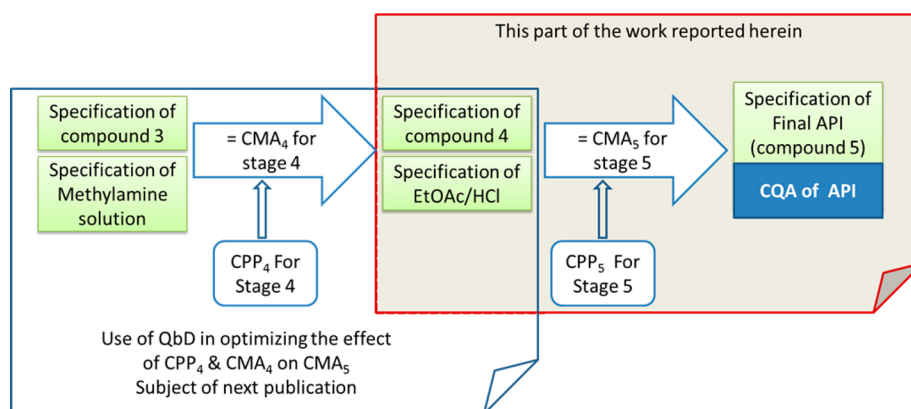 This part of the work reported herein
Specification of
compound 3
Specification of
Methylamine
solution
= CMA₄ for
stage 4
CPP₄ For
Stage 4
Specification of
compound 4
Specification of
EtOAc/HCl
= CMA₅ for
stage 5
CPP₅ For
Stage 5
Specification of
Final API
(compound 5)
CQA of API
Use of QbD in optimizing the effect
of CPP₄ & CMA₄ on CMA₅
Subject of next publication